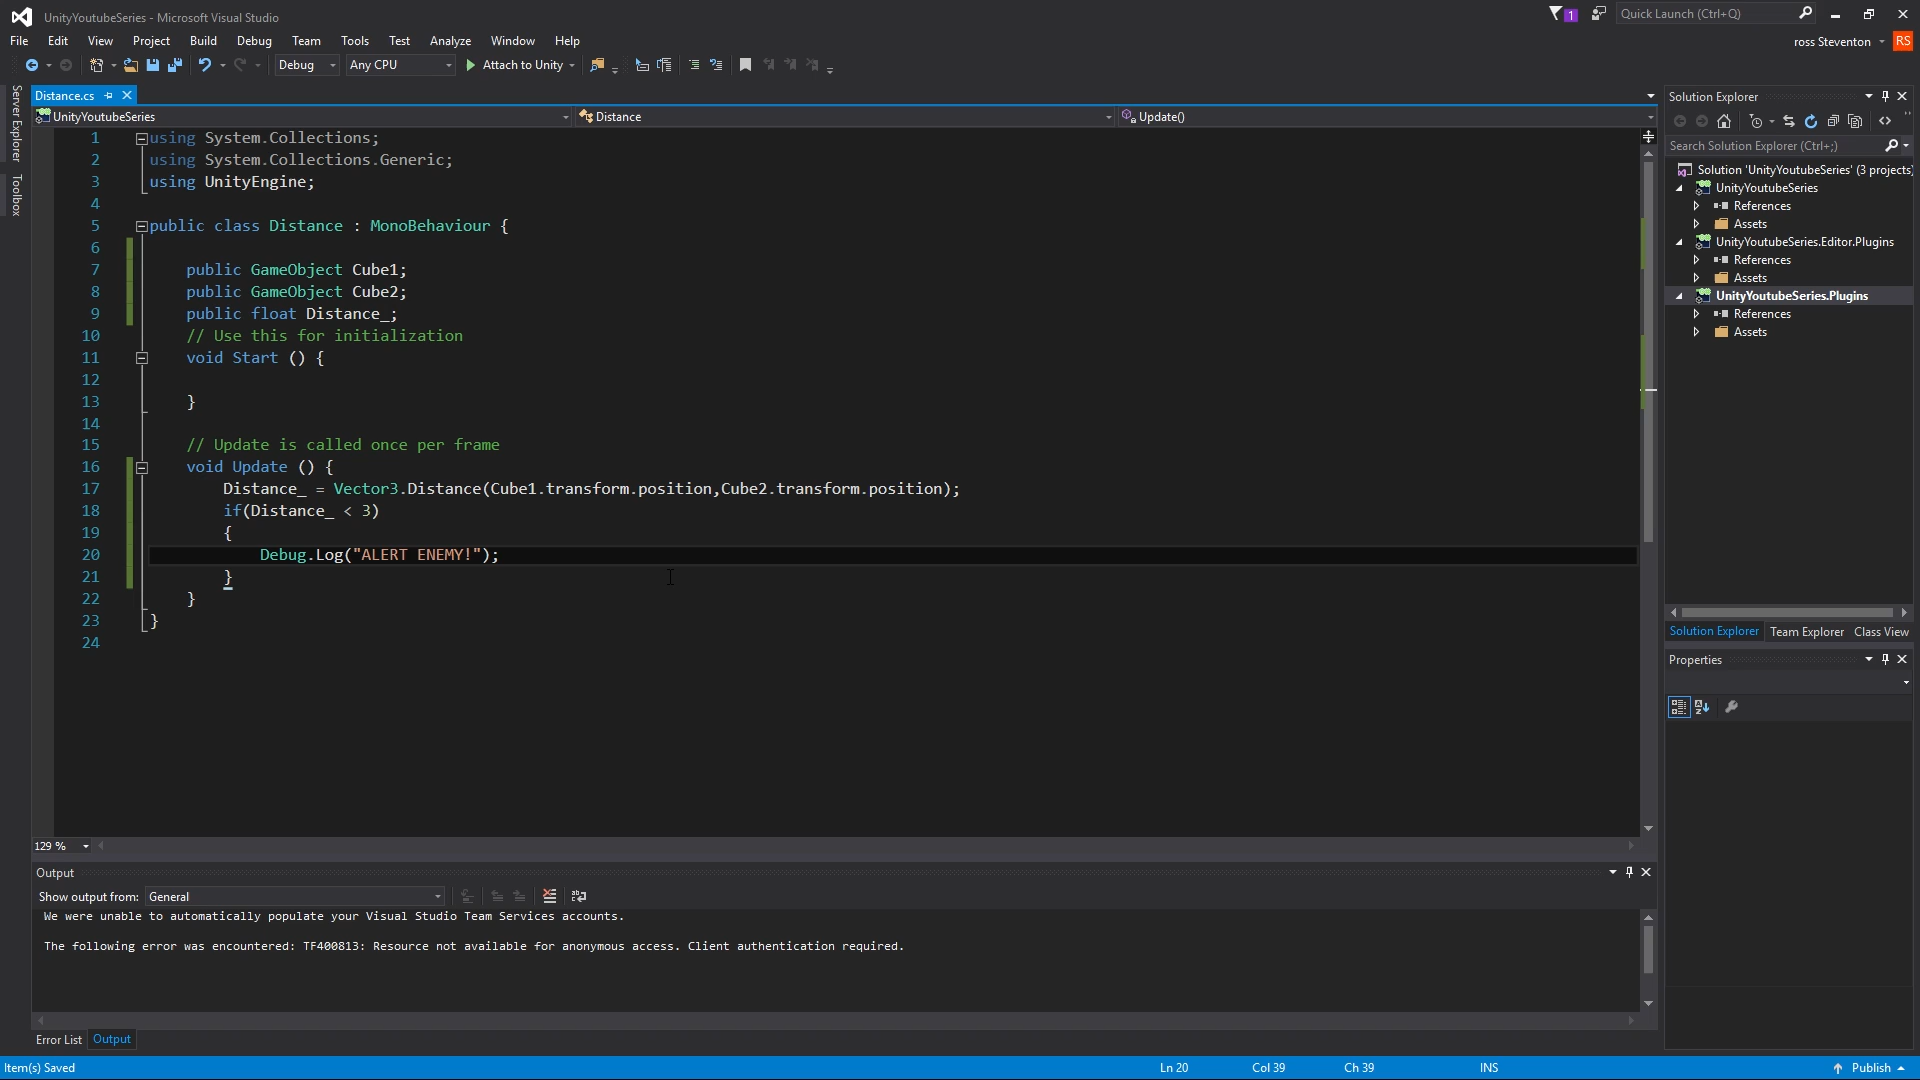 UnityYoutubeSeries - Microsoft Visual Studio
1
Quick Launch (Ctrl+Q)
File Edit View Project Build Debug Team Tools Test Analyze Window Help
ross Steventon
RS
Debug
Any CPU
Attach to Unity
Server Explorer
Toolbox
Distance.cs
UnityYoutubeSeries
Distance
Update()
1 using System.Collections;
2 using System.Collections.Generic;
3 using UnityEngine;
4
5 public class Distance : MonoBehaviour {
6
7 public GameObject Cube1;
8 public GameObject Cube2;
9 public float Distance_;
10 // Use this for initialization
11 void Start () {
12
13 }
14
15 // Update is called once per frame
16 void Update () {
17 Distance_ = Vector3.Distance(Cube1.transform.position,Cube2.transform.position);
18 if(Distance_ < 3)
19 {
20 Debug.Log("ALERT ENEMY!");
21 }
22 }
23 }
24
129 %
Solution Explorer
Search Solution Explorer (Ctrl+;)
Solution 'UnityYoutubeSeries' (3 projects)
UnityYoutubeSeries
References
Assets
UnityYoutubeSeries.Editor.Plugins
References
Assets
UnityYoutubeSeries.Plugins
References
Assets
Solution Explorer Team Explorer Class View
Properties
Output
Show output from: General
We were unable to automatically populate your Visual Studio Team Services accounts.
The following error was encountered: TF400813: Resource not available for anonymous access. Client authentication required.
Error List Output
Item(s) Saved
Ln 20 Col 39 Ch 39 INS
Publish